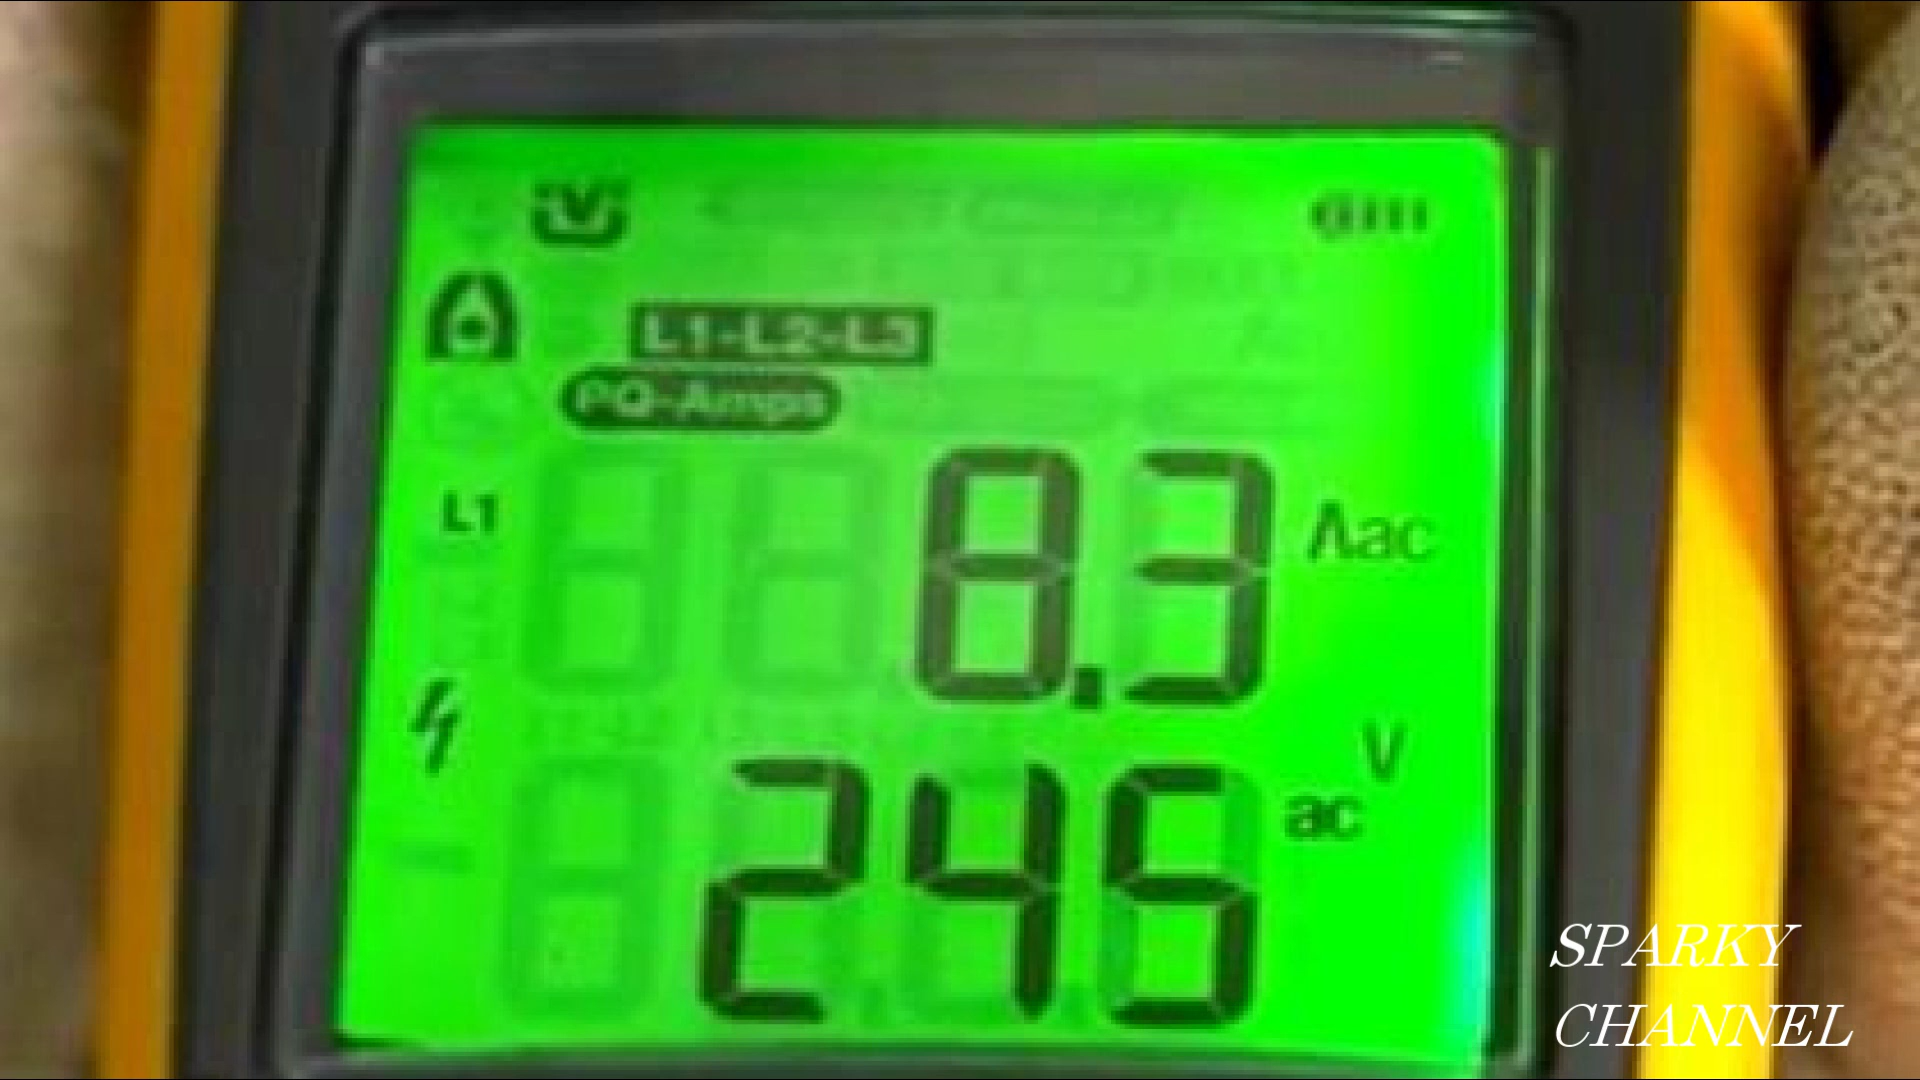 L1-L2-L3
PQ-Amps
L1
8.3 Aac
V
245 ac
SPARKY
CHANNEL